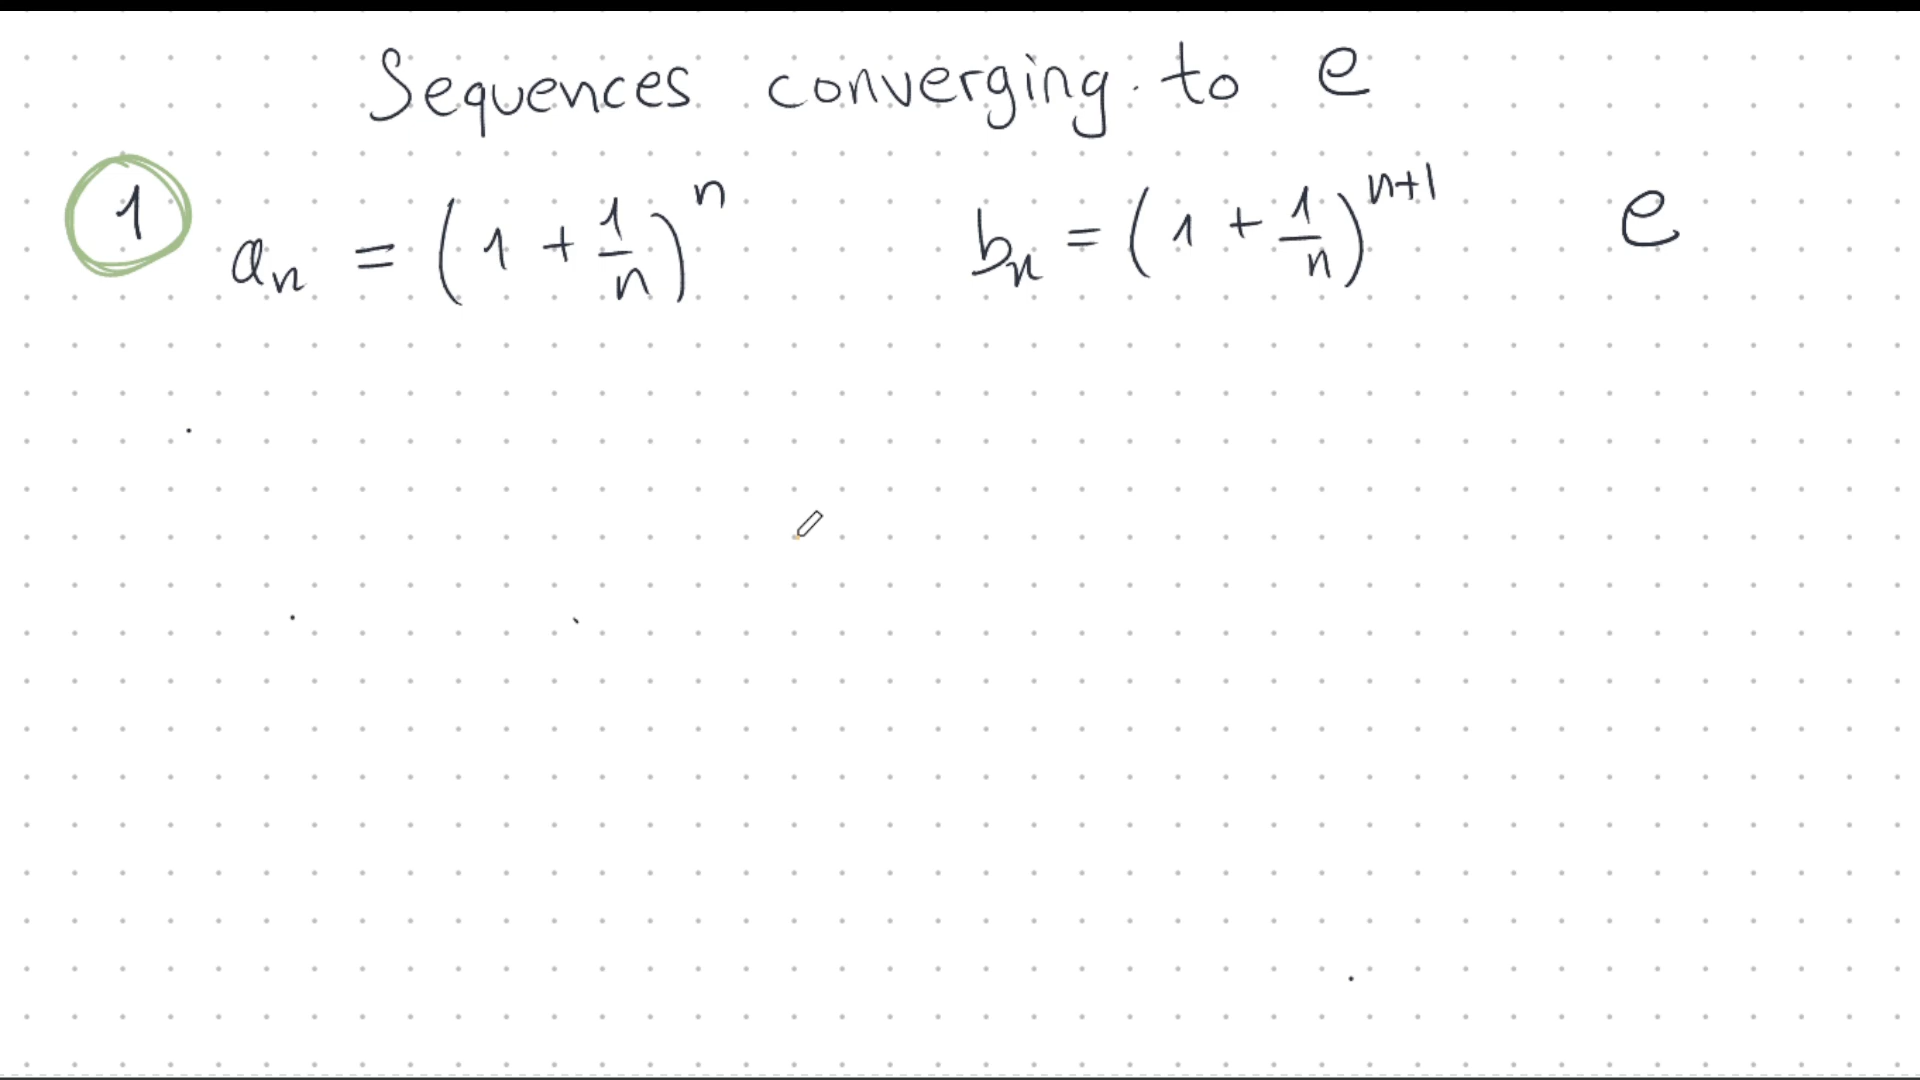 Sequences converging to e
1 aₙ = (1 + 1/n)ⁿ bₙ = (1 + 1/n)ⁿ⁺¹ e